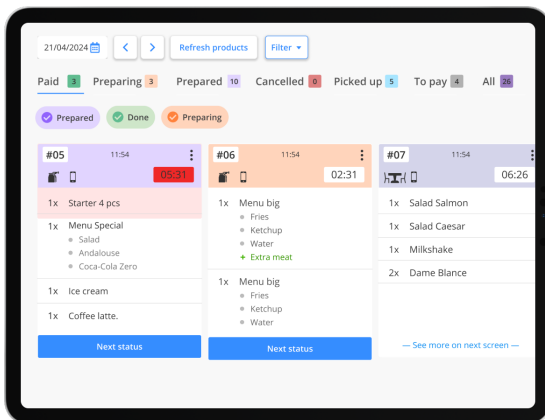 21/04/2024 < > Refresh products Filter
Paid 3 Preparing 3 Prepared 10 Cancelled 0 Picked up 5 To pay 4 All 26
Prepared Done Preparing
#05 11:54
05:31
1x Starter 4 pcs
1x Menu Special
Salad
Andalouse
Coca-Cola Zero
1x Ice cream
1x Coffee latte.
Next status
#06 11:54
02:31
1x Menu big
Fries
Ketchup
Water
+ Extra meat
1x Menu big
Fries
Ketchup
Water
Next status
#07 11:54
06:26
1x Salad Salmon
1x Salad Caesar
1x Milkshake
2x Dame Blance
— See more on next screen —